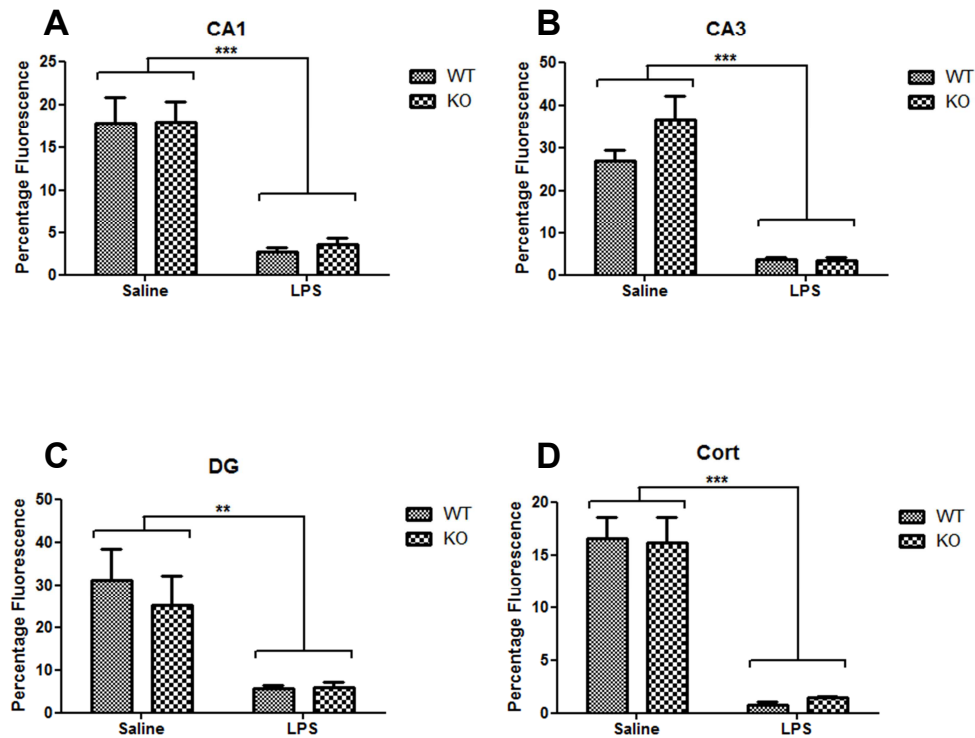 A
CA1
***
Percentage Fluorescence
25
20
15
10
5
0
Saline
LPS
WT
KO
B
CA3
***
Percentage Fluorescence
50
40
30
20
10
0
Saline
LPS
WT
KO
C
DG
**
Percentage Fluorescence
50
40
30
20
10
0
Saline
LPS
WT
KO
D
Cort
***
Percentage Fluorescence
20
15
10
5
0
Saline
LPS
WT
KO